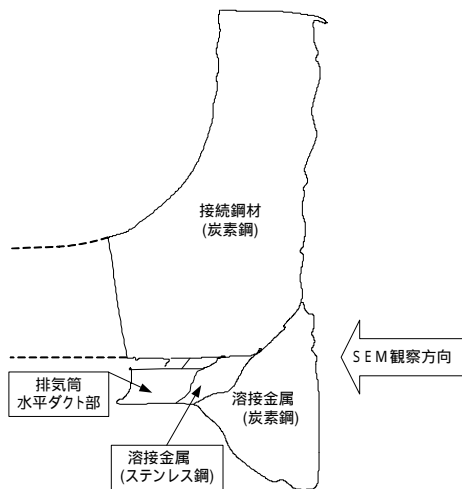 接続鋼材
(炭素鋼)
SEM観察方向
排気筒
水平ダクト部
溶接金属
(炭素鋼)
溶接金属
(ステンレス鋼)